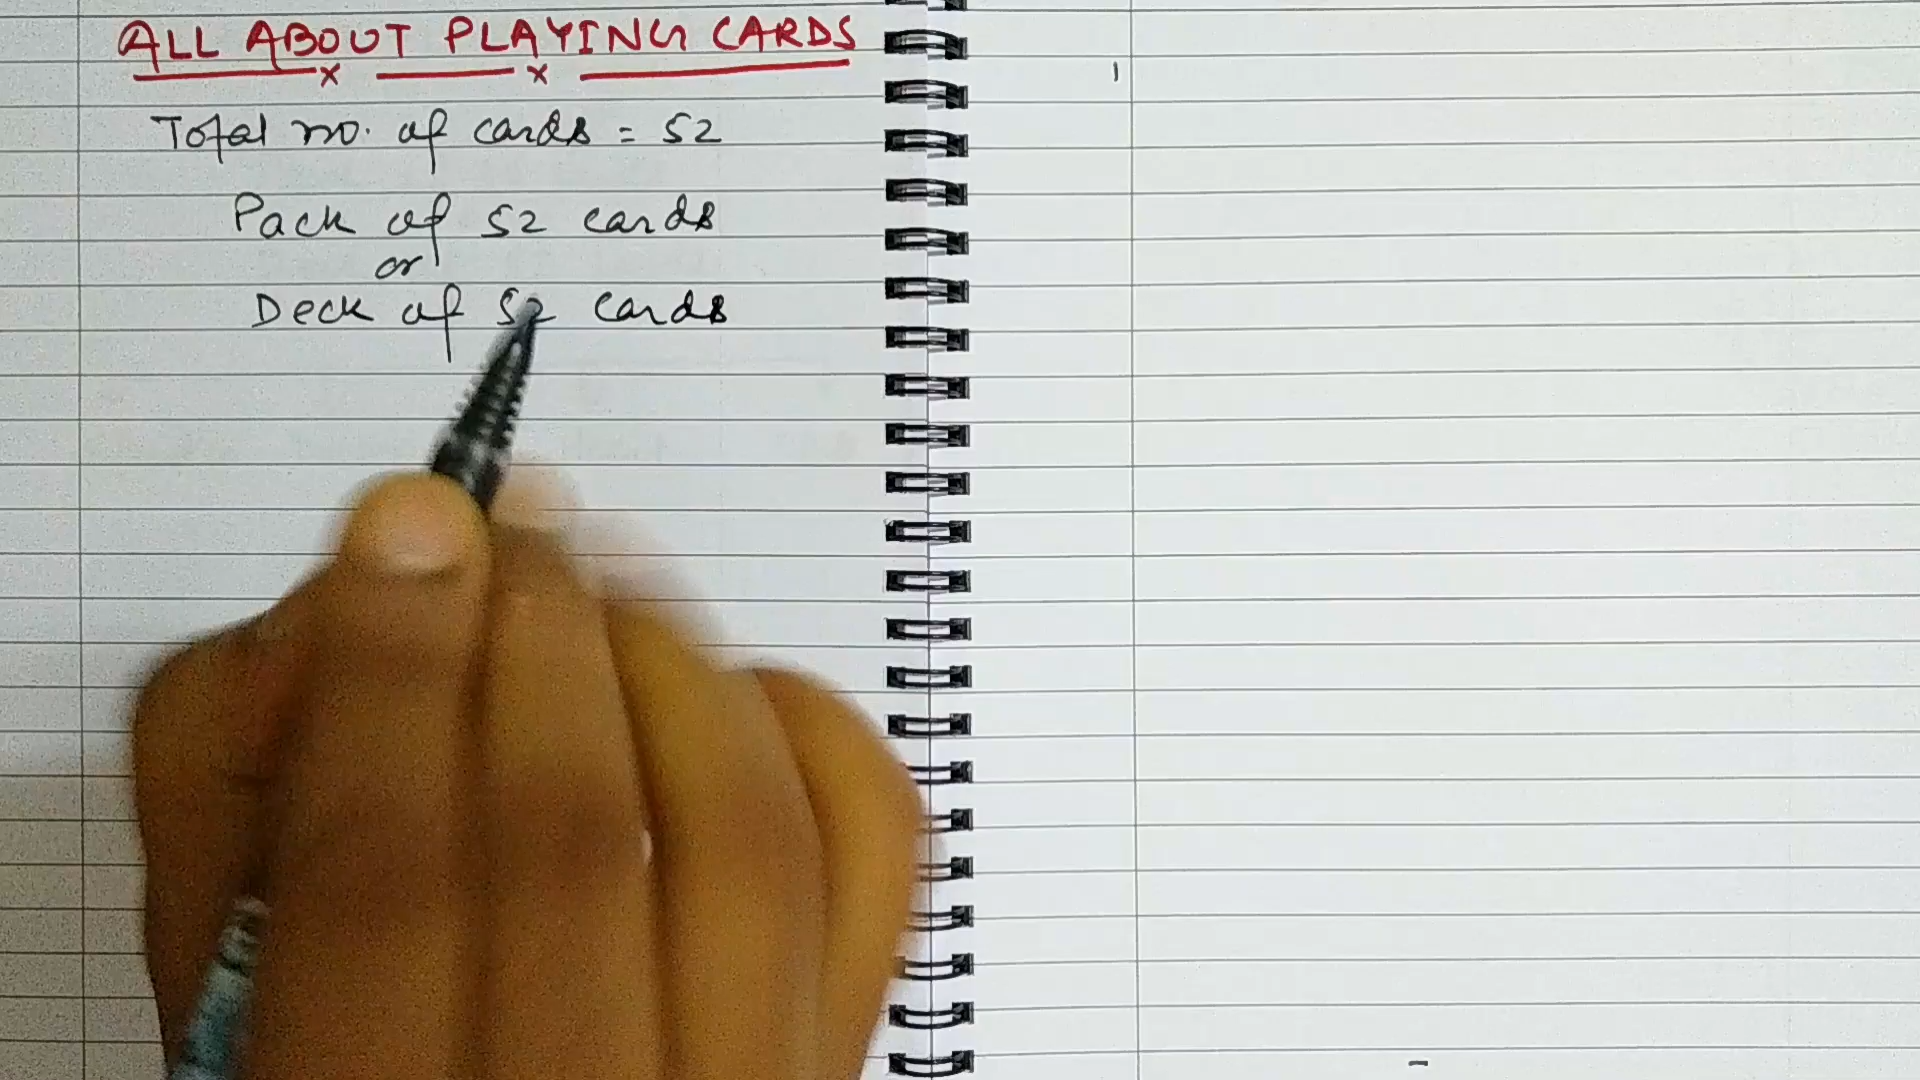 ALL ABOUT PLAYING CARDS
Total no. of cards = 52
Pack of 52 cards
or
Deck of 52 cards